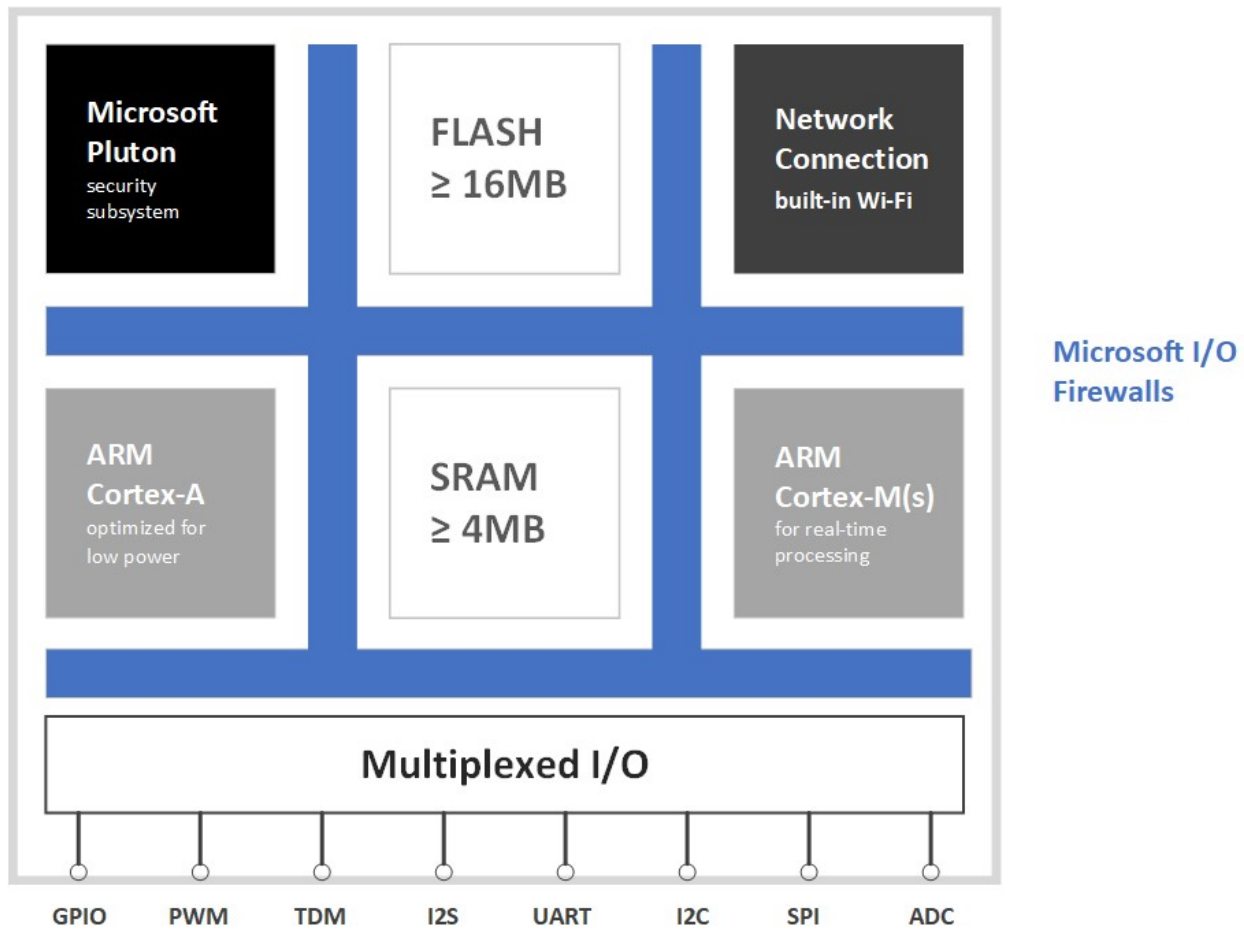 Microsoft
Pluton
security
subsystem
FLASH
≥ 16MB
Network
Connection
built-in Wi-Fi
Microsoft I/O
Firewalls
ARM
Cortex-A
optimized for
low power
SRAM
≥ 4MB
ARM
Cortex-M(s)
for real-time
processing
Multiplexed I/O
GPIO PWM TDM I2S UART I2C SPI ADC